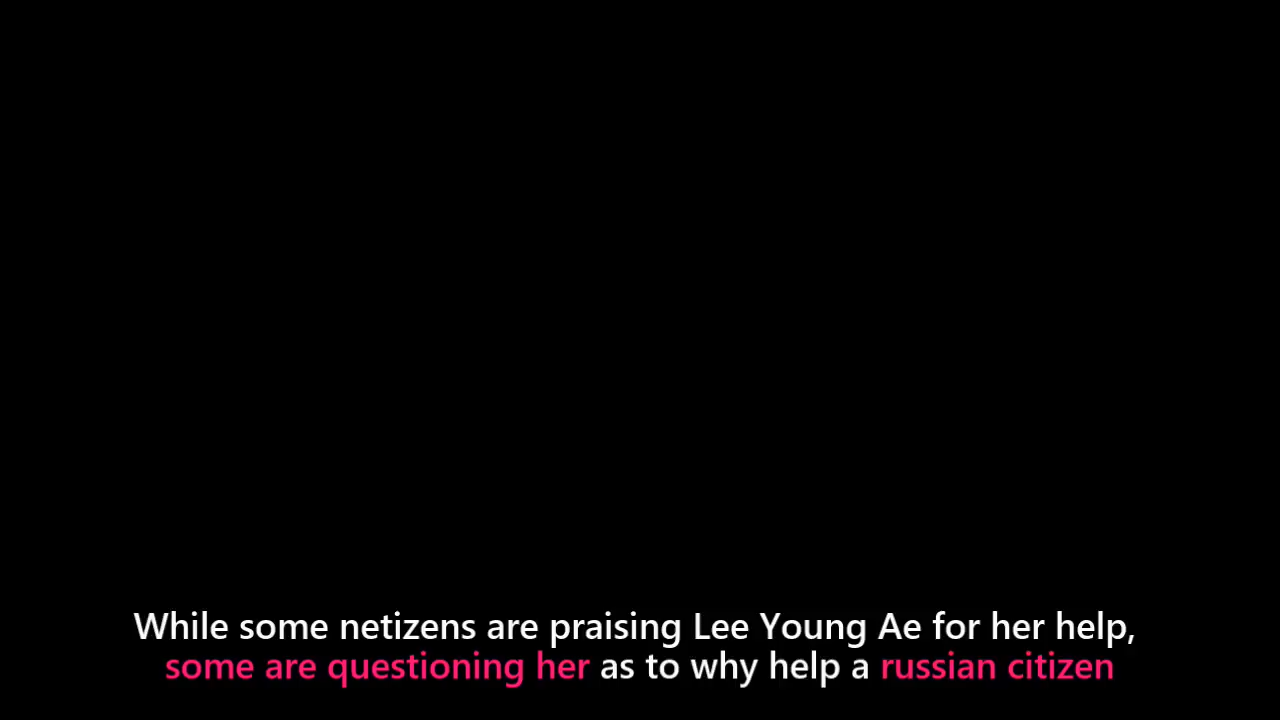 While some netizens are praising Lee Young Ae for her help,
some are questioning her as to why help a russian citizen